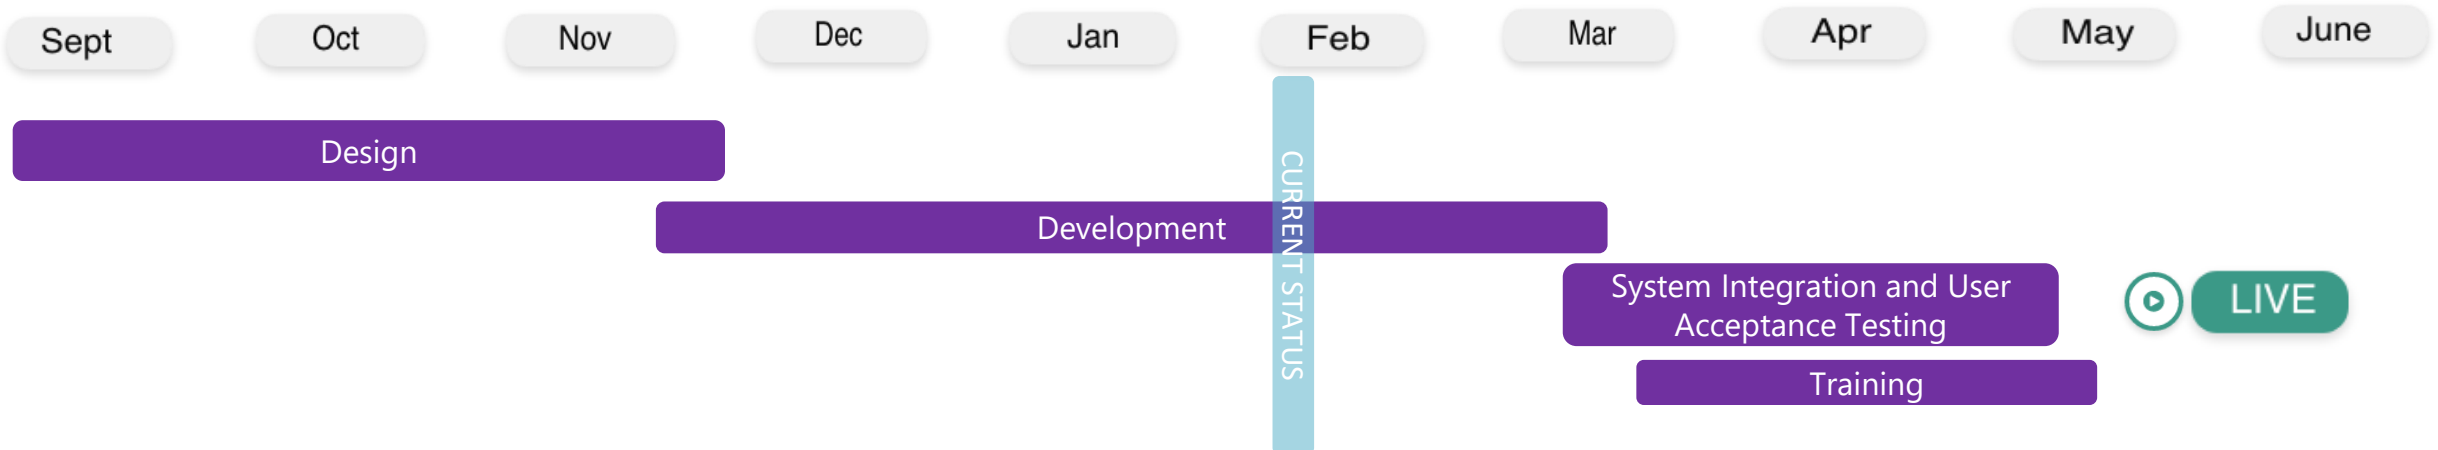 Sept
Oct
Nov
Dec
Jan
Feb
Mar
Apr
May
June
Design
Development
CURRENT STATUS
System Integration and User
Acceptance Testing
LIVE
Training